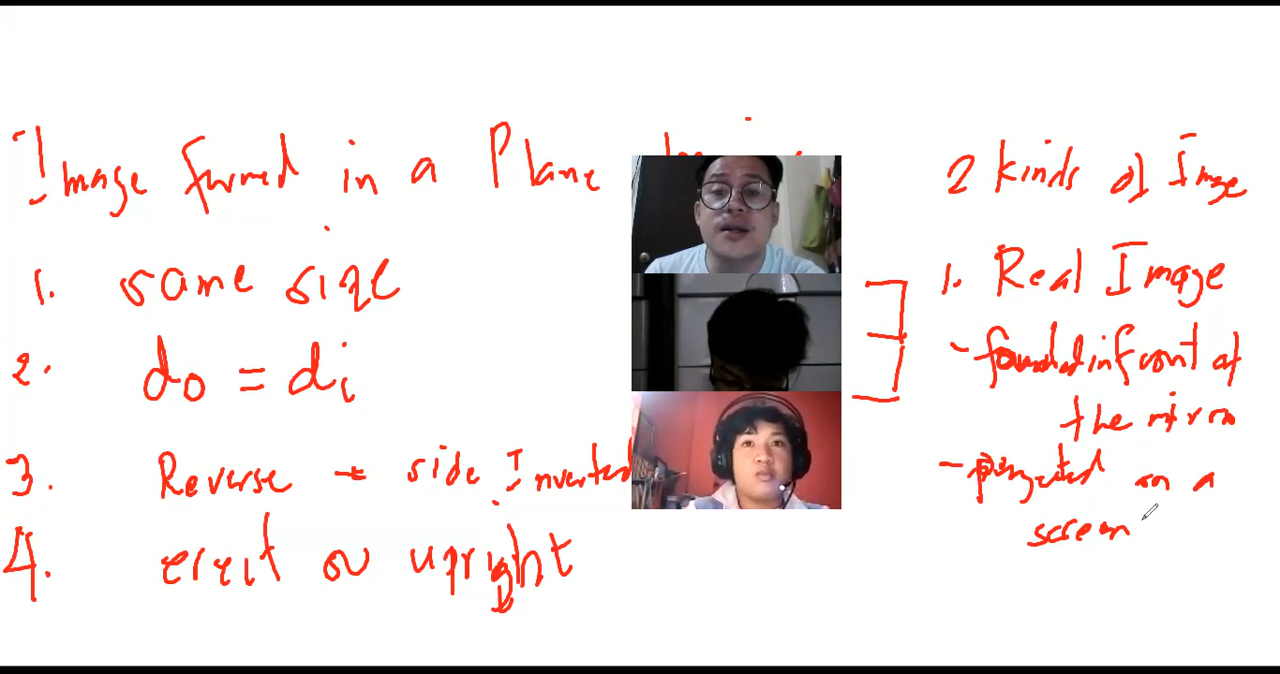 Image formed in a Plane
1. same size
2. do = di
3. Reverse - side Inverted
4. erect or upright
2 kinds of Image
1. Real Image
- found in front of
the mirror
- projected on a
screen